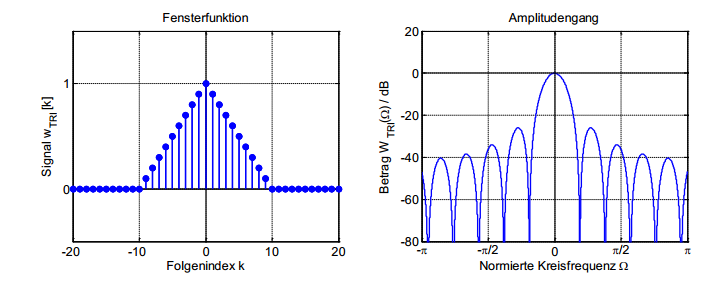 Fensterfunktion
Signal w_TRI [k]
1
0
-20 -10 0 10 20
Folgenindex k
Amplitudengang
Betrag W_TRI(Ω) / dB
20
0
-20
-40
-60
-80
-π -π/2 0 π/2 π
Normierte Kreisfrequenz Ω